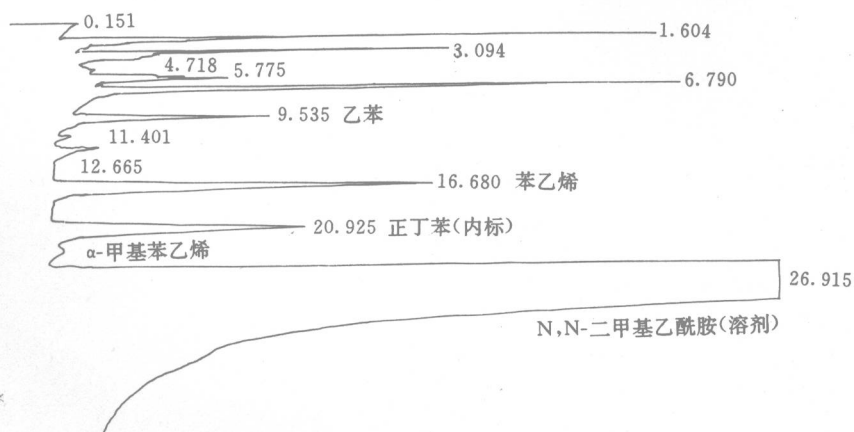 0.151
1.604
3.094
4.718
5.775
6.790
9.535 乙苯
11.401
12.665
16.680 苯乙烯
20.925 正丁苯(内标)
α-甲基苯乙烯
26.915
N,N-二甲基乙酰胺(溶剂)